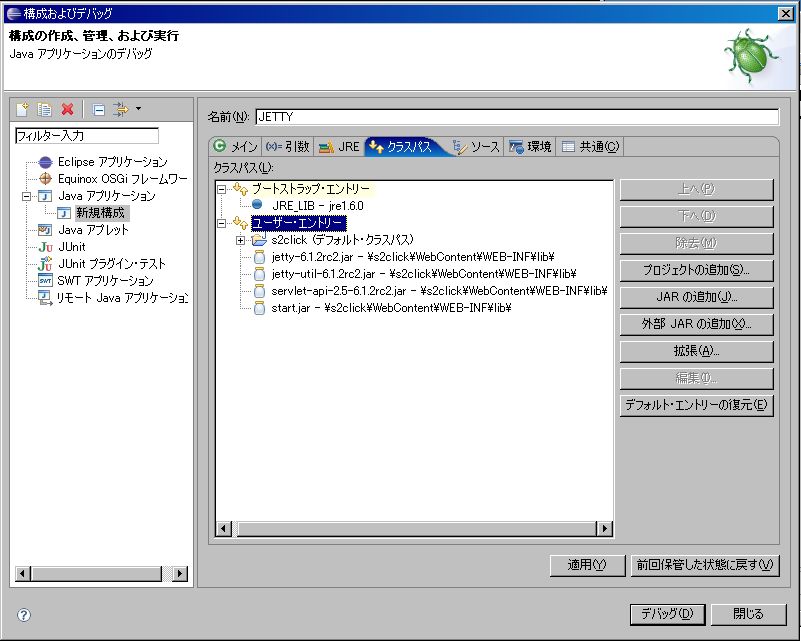 構成およびデバッグ
構成の作成、管理、および実行
Java アプリケーションのデバッグ
フィルター入力
Eclipse アプリケーション
Equinox OSGi フレームワー
Java アプリケーション
新規構成
Java アプレット
JUnit
JUnit プラグイン・テスト
SWT アプリケーション
リモート Java アプリケーション
名前(N): JETTY
メイン (x)= 引数 JRE クラスパス ソース 環境 共通(C)
クラスパス(L):
ブートストラップ・エントリー
JRE_LIB - jre1.6.0
ユーザー・エントリー
s2click (デフォルト・クラスパス)
jetty-6.1.2rc2.jar - ¥s2click¥WebContent¥WEB-INF¥lib¥
jetty-util-6.1.2rc2.jar - ¥s2click¥WebContent¥WEB-INF¥lib¥
servlet-api-2.5-6.1.2rc2.jar - ¥s2click¥WebContent¥WEB-INF¥lib¥
start.jar - ¥s2click¥WebContent¥WEB-INF¥lib¥
上へ(P)
下へ(D)
除去(M)
プロジェクトの追加(S)...
JAR の追加(J)...
外部 JAR の追加(X)...
拡張(A)...
編集(I)...
デフォルト・エントリーの復元(E)
適用(Y) 前回保管した状態に戻す(V)
デバッグ(D) 閉じる